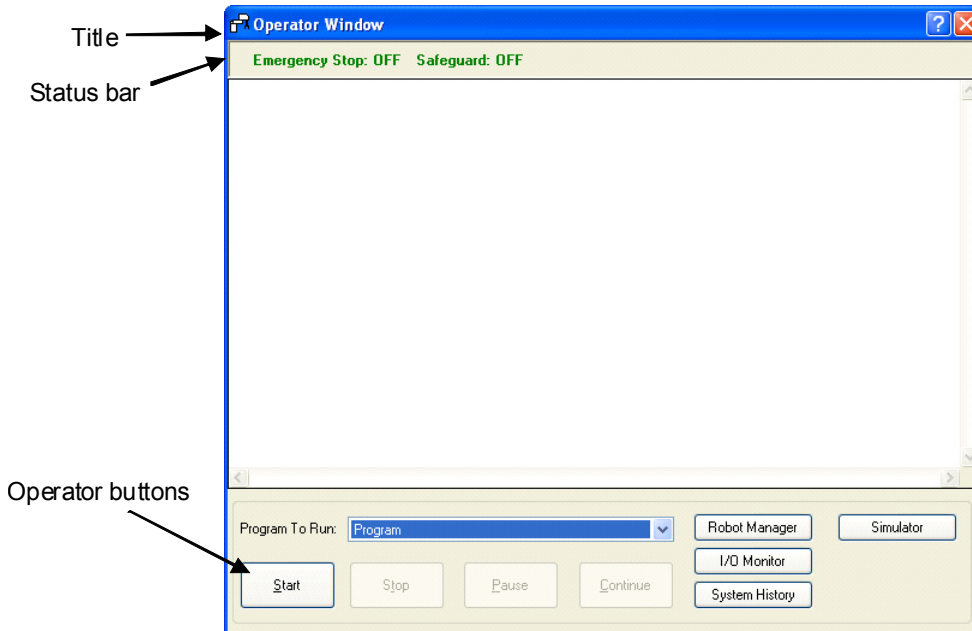 Title
Operator Window
Status bar
Emergency Stop: OFF Safeguard: OFF
Operator buttons
Program To Run: Program
Robot Manager
Simulator
I/O Monitor
Start
Stop
Pause
Continue
System History